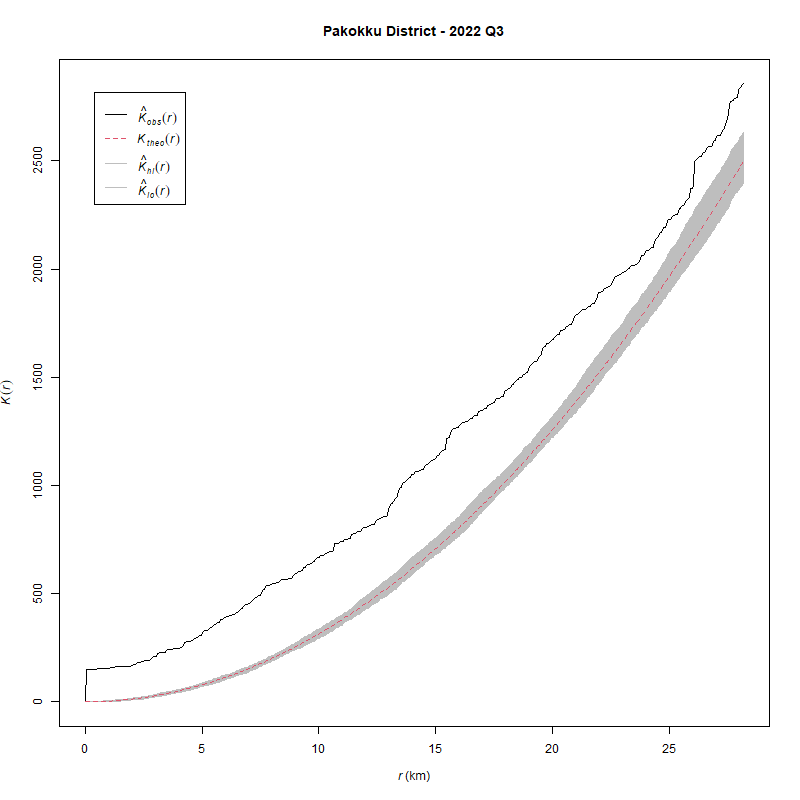 Pakokku District - 2022 Q3
K̂obs(r)
Ktheo(r)
K̂hi(r)
K̂lo(r)
K(r)
2500
2000
1500
1000
500
0
0 5 10 15 20 25
r (km)